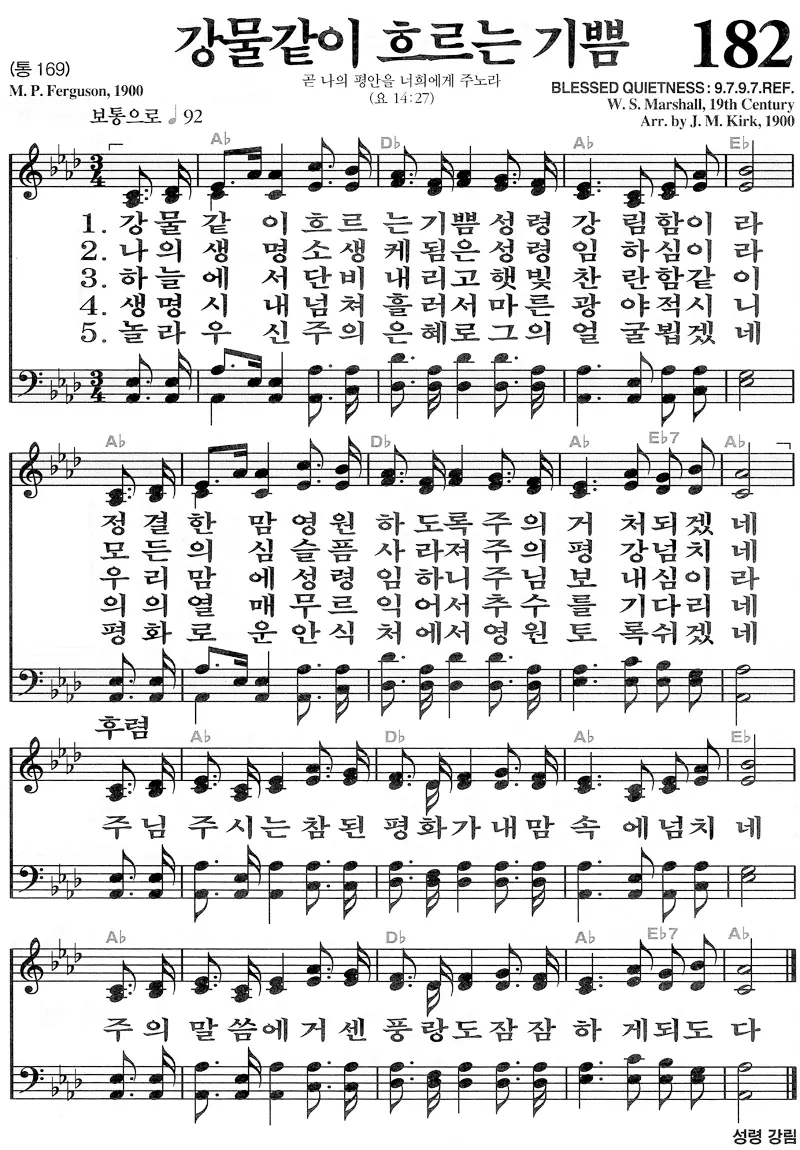 강물같이 흐르는 기쁨 182
(통 169)
곧 나의 평안을 너희에게 주노라
(요 14:27)
M. P. Ferguson, 1900
BLESSED QUIETNESS : 9.7.9.7.REF.
W. S. Marshall, 19th Century
Arr. by J. M. Kirk, 1900
보통으로 ♩ 92
A♭ D♭ A♭ E♭
1. 강 물 같 이 흐 르 는 기 쁨 성 령 강 림 함 이 라
2. 나 의 생 명 소 생 케 됨 은 성 령 임 하 심 이 라
3. 하 늘 에 서 단 비 내 리 고 햇 빛 찬 란 함 같 이
4. 생 명 시 내 넘 쳐 흘 러 서 마 른 광 야 적 시 니
5. 놀 라 우 신 주 의 은 혜 로 그 의 얼 굴 뵙 겠 네
A♭ D♭ A♭ E♭7 A♭
정 결 한 맘 영 원 하 도 록 주 의 거 처 되 겠 네
모 든 의 심 슬 픔 사 라 져 주 의 평 강 넘 치 네
우 리 맘 에 성 령 임 하 니 주 님 보 내 심 이 라
의 의 열 매 무 르 익 어 서 추 수 를 기 다 리 네
평 화 로 운 안 식 처 에 서 영 원 토 록 쉬 겠 네
후렴
A♭ D♭ A♭ E♭
주 님 주 시 는 참 된 평 화 가 내 맘 속 에 넘 치 네
A♭ D♭ A♭ E♭7 A♭
주 의 말 씀 에 거 센 풍 랑 도 잠 잠 하 게 되 도 다
성령 강림